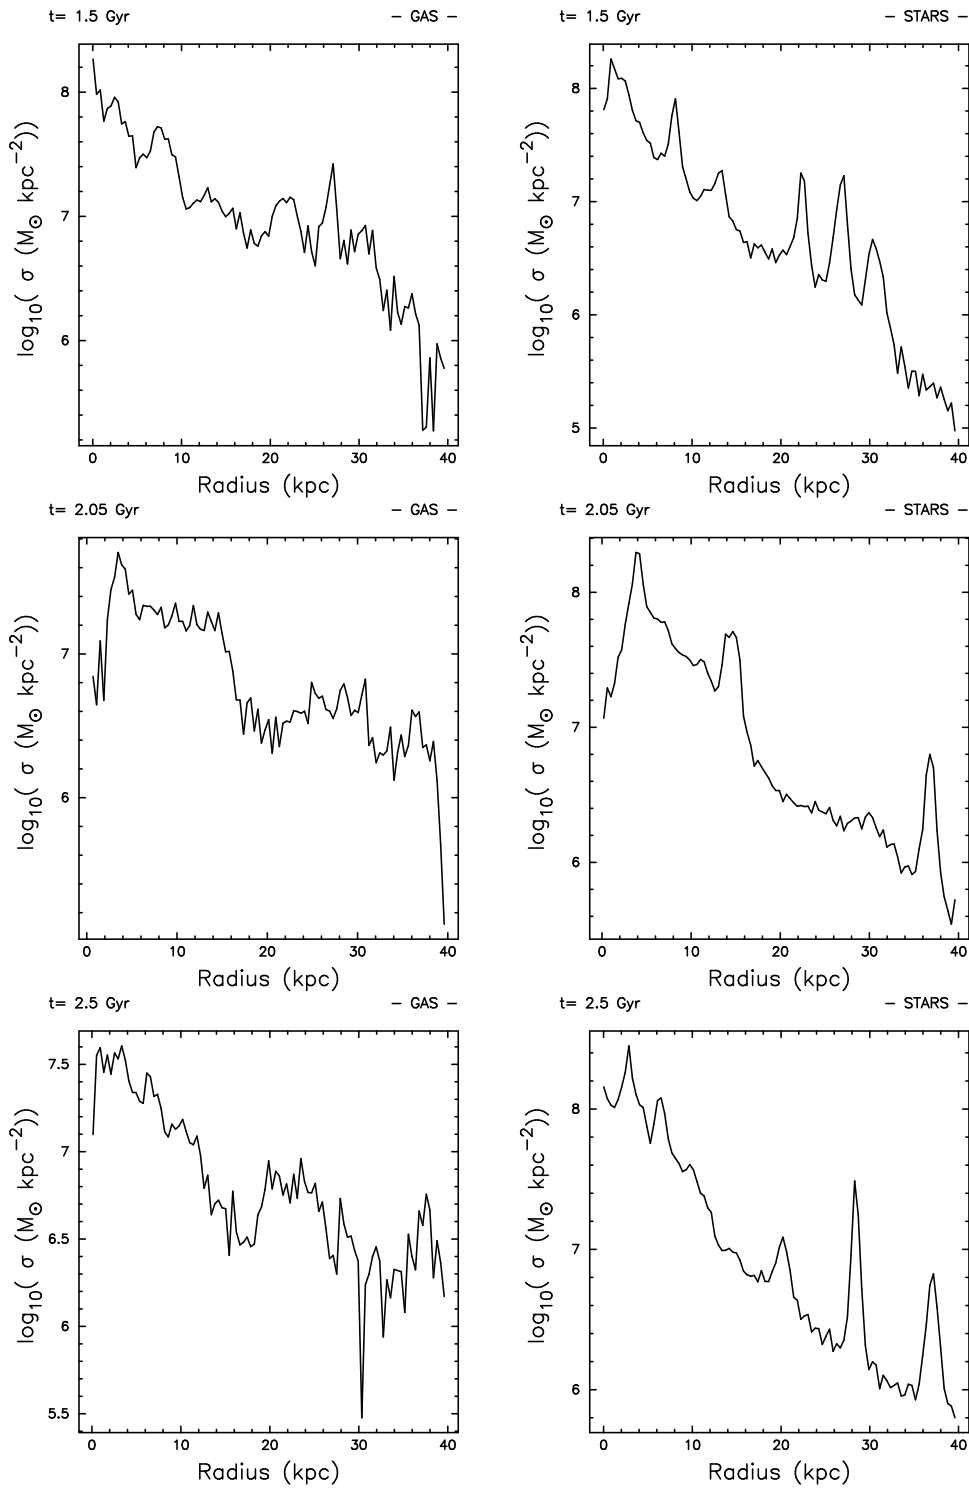 t= 1.5 Gyr — GAS —
log₁₀( σ (M⊙ kpc⁻²))
8
7
6
0 10 20 30 40
Radius (kpc)
t= 1.5 Gyr — STARS —
log₁₀( σ (M⊙ kpc⁻²))
8
7
6
5
0 10 20 30 40
Radius (kpc)
t= 2.05 Gyr — GAS —
log₁₀( σ (M⊙ kpc⁻²))
7
6
0 10 20 30 40
Radius (kpc)
t= 2.05 Gyr — STARS —
log₁₀( σ (M⊙ kpc⁻²))
8
7
6
0 10 20 30 40
Radius (kpc)
t= 2.5 Gyr — GAS —
log₁₀( σ (M⊙ kpc⁻²))
7.5
7
6.5
6
5.5
0 10 20 30 40
Radius (kpc)
t= 2.5 Gyr — STARS —
log₁₀( σ (M⊙ kpc⁻²))
8
7
6
0 10 20 30 40
Radius (kpc)